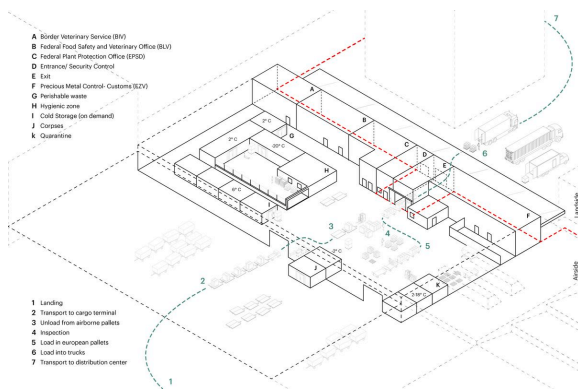 A Border Veterinary Service (BIV)
B Federal Food Safety and Veterinary Office (BLV)
C Federal Plant Protection Office (EPSD)
D Entrance/ Security Control
E Exit
F Precious Metal Control- Customs (EZV)
G Perishable waste
H Hygienic zone
I Cold Storage (on demand)
J Corpses
k Quarantine
7
A
B
C
D
E
F
2° C
G
2° C
-20° C
H
6° C
I
6
3
4
5
2
J
K
2-18° C
Landside
Airside
1 Landing
2 Transport to cargo terminal
3 Unload from airborne pallets
4 Inspection
5 Load in european pallets
6 Load into trucks
7 Transport to distribution center
1